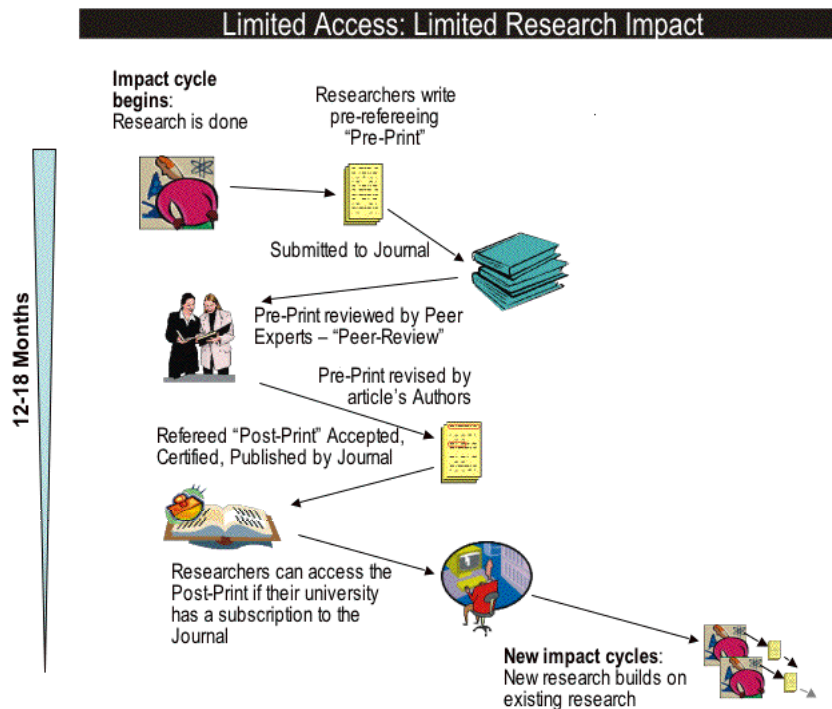 Limited Access: Limited Research Impact
Impact cycle
begins:
Research is done
Researchers write
pre-refereeing
“Pre-Print”
Submitted to Journal
12-18 Months
Pre-Print reviewed by Peer
Experts – “Peer-Review”
Pre-Print revised by
article’s Authors
Refereed “Post-Print” Accepted,
Certified, Published by Journal
Researchers can access the
Post-Print if their university
has a subscription to the
Journal
New impact cycles:
New research builds on
existing research